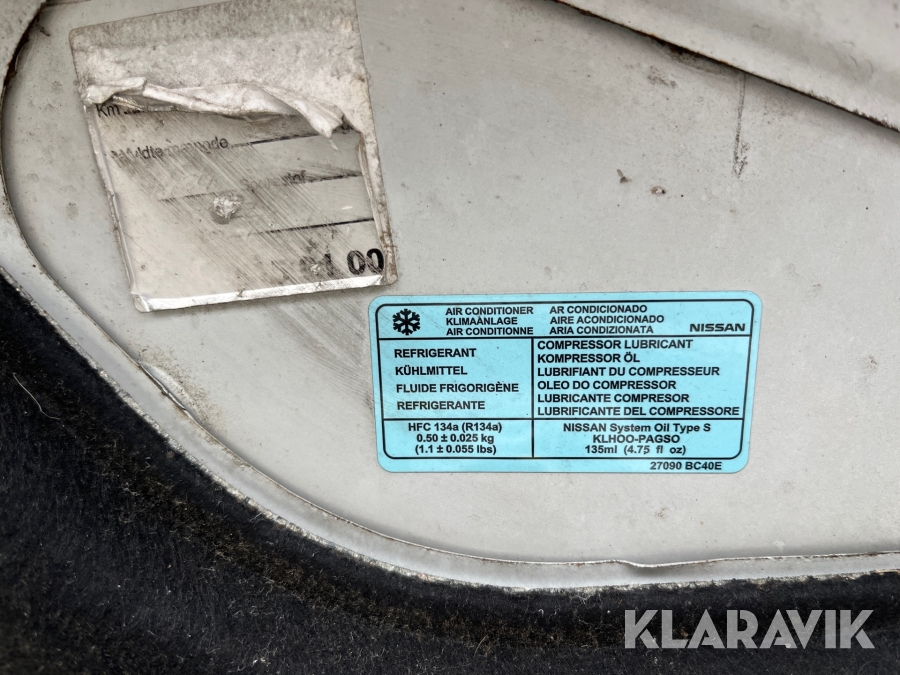 Km
00
AIR CONDITIONER
KLIMAÀNLAGE
AIR CONDITIONNE
AR CONDICIONADO
AIRE ACONDICIONADO
ARIA CONDIZIONATA
NISSAN
REFRIGERANT
KÜHLMITTEL
FLUIDE FRIGORIGÈNE
REFRIGERANTE
COMPRESSOR LUBRICANT
KOMPRESSOR ÖL
LUBRIFIANT DU COMPRESSEUR
OLEO DO COMPRESSOR
LUBRICANTE COMPRESOR
LUBRIFICANTE DEL COMPRESSORE
HFC 134a (R134a)
0.50 ± 0.025 kg
(1.1 ± 0.055 lbs)
NISSAN System Oil Type S
KLHOO-PAGSO
135ml (4.75 fl oz)
27090 BC40E
KLARAVIK